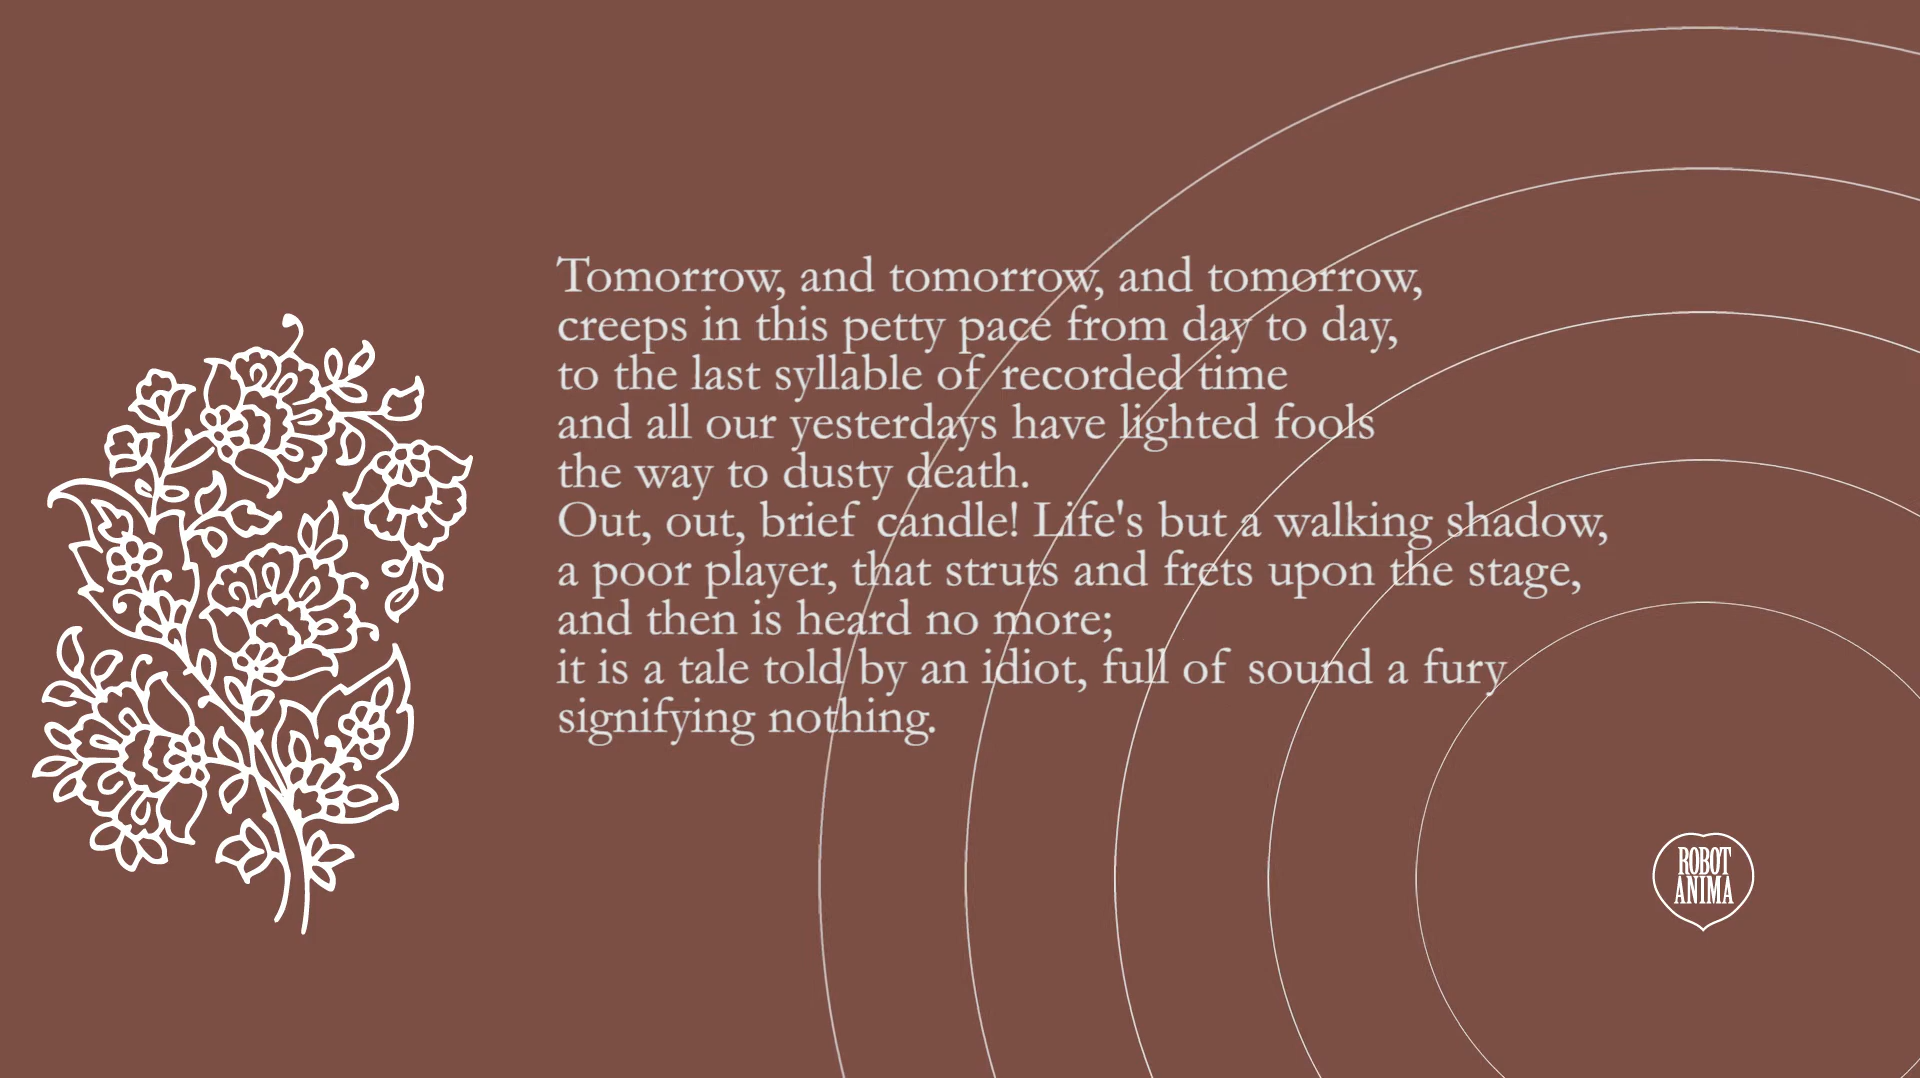 Tomorrow, and tomorrow, and tomorrow,
creeps in this petty pace from day to day,
to the last syllable of recorded time
and all our yesterdays have lighted fools
the way to dusty death.
Out, out, brief candle! Life's but a walking shadow,
a poor player, that struts and frets upon the stage,
and then is heard no more;
it is a tale told by an idiot, full of sound a fury
signifying nothing.
ROBOT
ANIMA